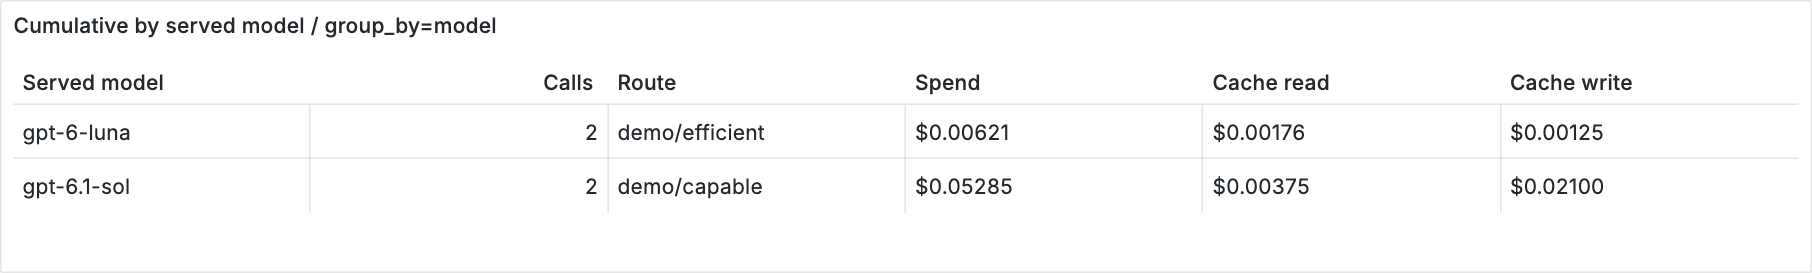 Cumulative by served model / group_by=model
Served model Calls Route Spend Cache read Cache write
gpt-6-luna 2 demo/efficient $0.00621 $0.00176 $0.00125
gpt-6.1-sol 2 demo/capable $0.05285 $0.00375 $0.02100